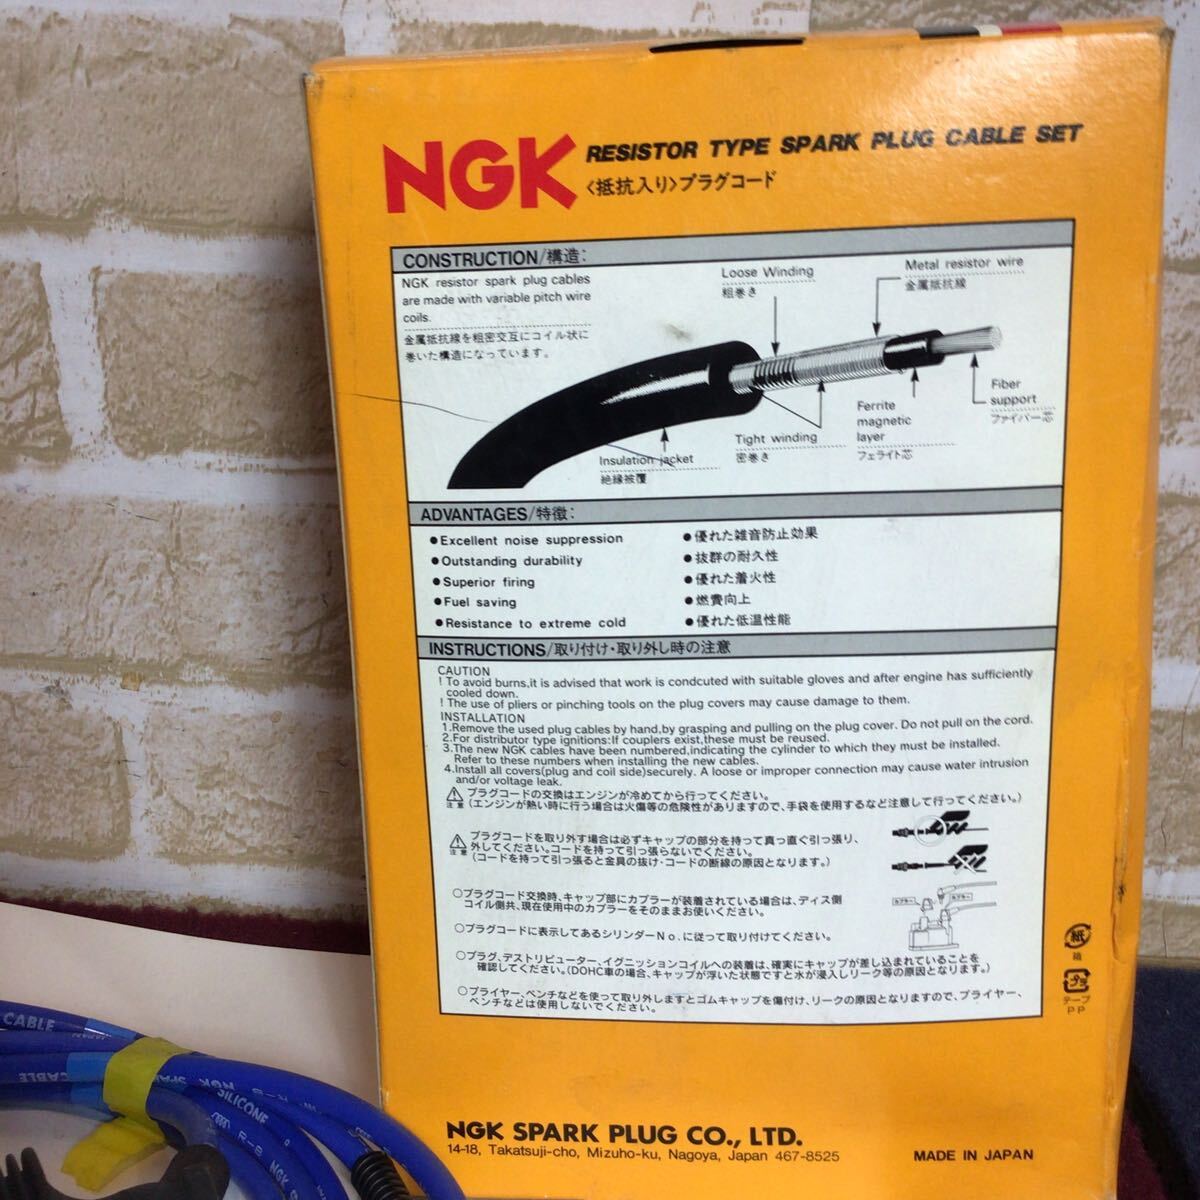 NGK RESISTOR TYPE SPARK PLUG CABLE SET
〈抵抗入り〉プラグコード
CONSTRUCTION/構造:
NGK resistor spark plug cables
are made with variable pitch wire
coils.
金属抵抗線を粗密交互にコイル状に
巻いた構造になっています。
Loose Winding
粗巻き
Metal resistor wire
金属抵抗線
Fiber
support
ファイバー芯
Ferrite
magnetic
layer
フェライト芯
Tight winding
密巻き
Insulation jacket
絶縁被覆
ADVANTAGES/特徴:
●Excellent noise suppression
●Outstanding durability
●Superior firing
●Fuel saving
●Resistance to extreme cold
●優れた雑音防止効果
●抜群の耐久性
●優れた着火性
●燃費向上
●優れた低温性能
INSTRUCTIONS/取り付け・取り外し時の注意
CAUTION
! To avoid burns,it is advised that work is condcuted with suitable gloves and after engine has sufficiently
cooled down.
! The use of pliers or pinching tools on the plug covers may cause damage to them.
INSTALLATION
1.Remove the used plug cables by hand,by grasping and pulling on the plug cover. Do not pull on the cord.
2.For distributor type ignitions:If couplers exist,these must be reused.
3.The new NGK cables have been numbered,indicating the cylinder to which they must be installed.
Refer to these numbers when installing the new cables.
4.Install all covers(plug and coil side)securely. A loose or improper connection may cause water intrusion
and/or voltage leak.
注意 プラグコードの交換はエンジンが冷めてから行ってください。
(エンジンが熱い時に行う場合は火傷等の危険性がありますので、手袋を使用するなど注意して行ってください。)
注意 プラグコードを取り外す場合は必ずキャップの部分を持って真っ直ぐ引っ張り、
外してください。コードを持って引っ張らないでください。
(コードを持って引っ張ると金具の抜け・コードの断線の原因となります。)
○プラグコード交換時、キャップ部にカプラーが装着されている場合は、ディス側
コイル側共、現在使用中のカプラーをそのままお使いください。
カプラー
カプラー
○プラグコードに表示してあるシリンダーNo.に従って取り付けてください。
○プラグ、デストリビューター、イグニッションコイルへの装着は、確実にキャップが差し込まれていることを
確認してください。(DOHC車の場合、キャップが浮いた状態ですと水が浸入しリーク等の原因となります。)
○プライヤー、ペンチなどを使って取り外しますとゴムキャップを傷付け、リークの原因となりますので、プライヤー、
ペンチなどは使用しないでください。
紙
箱
プラ
テープ
PP
NGK SPARK PLUG CO., LTD.
14-18, Takatsuji-cho, Mizuho-ku, Nagoya, Japan 467-8525
MADE IN JAPAN
CABLE JAPAN
CABLE NGK SPAR
SILICONE
NGK